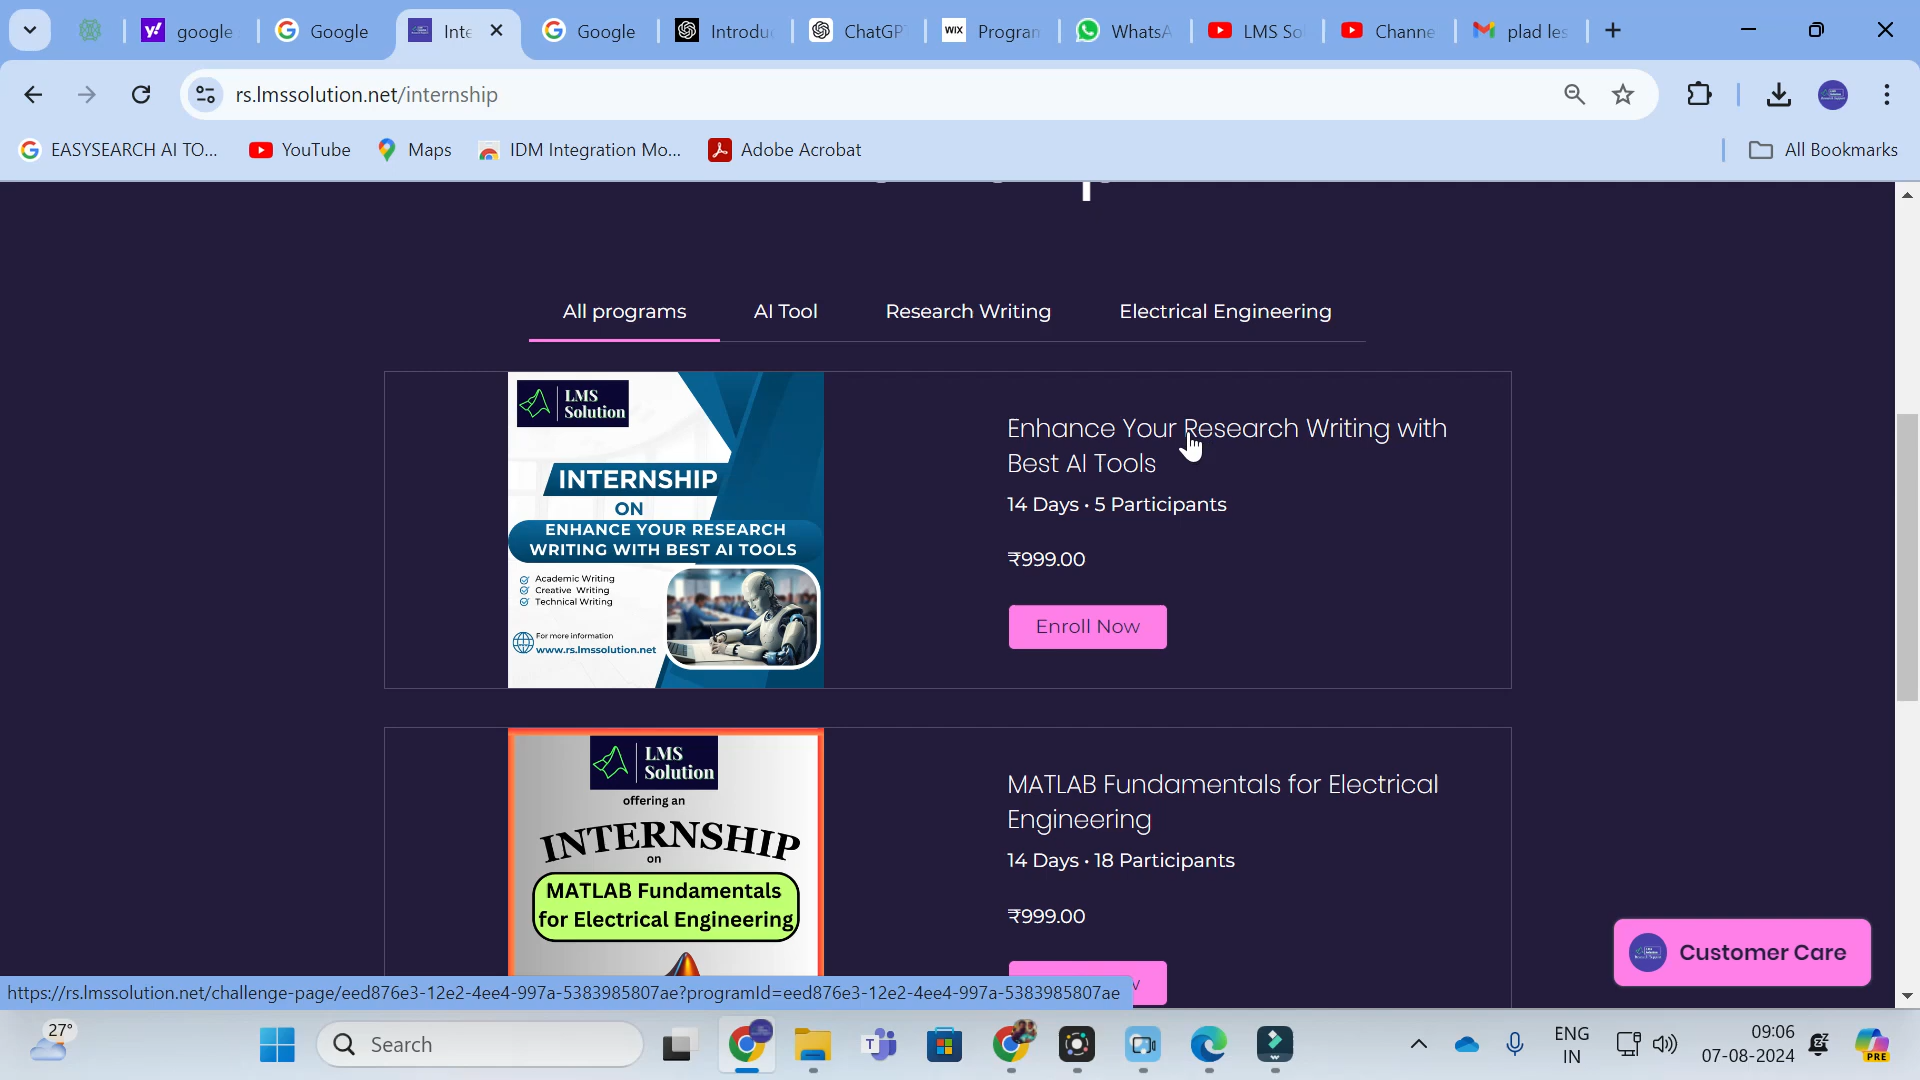 google
Google
Inte
Google
Introdu
ChatGP
WIX
Progran
WhatsA
LMS So
Channe
plad les
rs.lmssolution.net/internship
EASYSEARCH AI TO...
YouTube
Maps
IDM Integration Mo...
Adobe Acrobat
All Bookmarks
All programs
AI Tool
Research Writing
Electrical Engineering
LMS
Solution
INTERNSHIP
ON
ENHANCE YOUR RESEARCH
WRITING WITH BEST AI TOOLS
Academic Writing
Creative Writing
Technical Writing
For more information
www.rs.lmssolution.net
Enhance Your Research Writing with
Best AI Tools
14 Days • 5 Participants
₹999.00
Enroll Now
LMS
Solution
offering an
INTERNSHIP
on
MATLAB Fundamentals
for Electrical Engineering
MATLAB Fundamentals for Electrical
Engineering
14 Days • 18 Participants
₹999.00
Customer Care
https://rs.lmssolution.net/challenge-page/eed876e3-12e2-4ee4-997a-5383985807ae?programId=eed876e3-12e2-4ee4-997a-5383985807ae
27°
Search
ENG
IN
09:06
07-08-2024
PRE